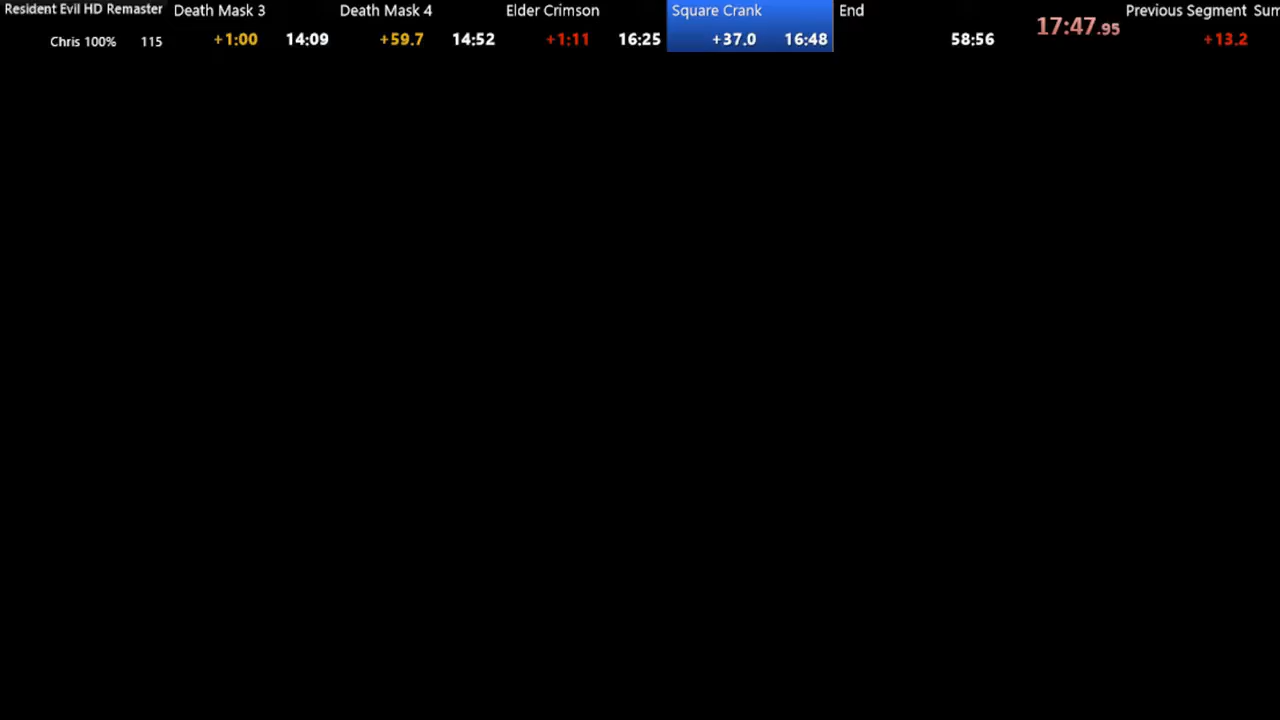 Resident Evil HD Remaster
Chris 100% 115
Death Mask 3
+1:00 14:09
Death Mask 4
+59.7 14:52
Elder Crimson
+1:11 16:25
Square Crank
+37.0 16:48
End
58:56
17:47.95
Previous Segment
+13.2
Sum